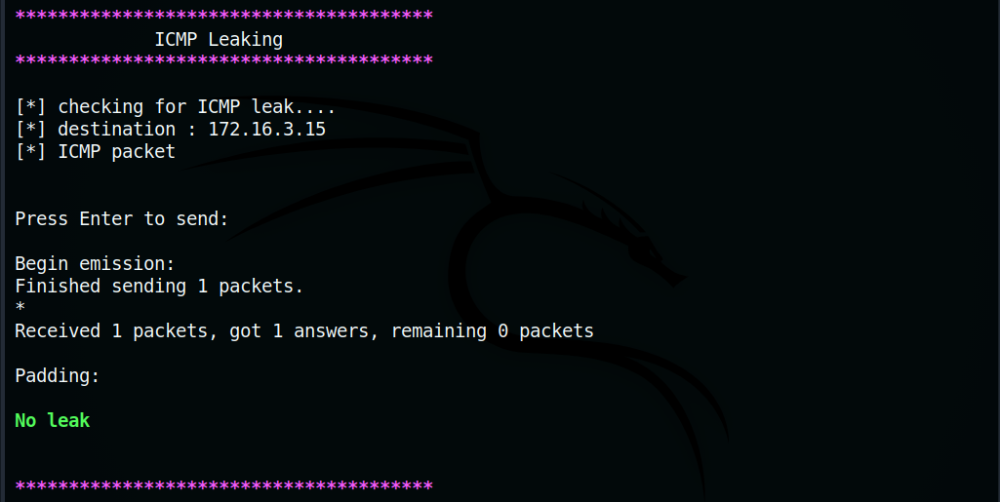 ***************************************
ICMP Leaking
***************************************
[*] checking for ICMP leak....
[*] destination : 172.16.3.15
[*] ICMP packet
Press Enter to send:
Begin emission:
Finished sending 1 packets.
*
Received 1 packets, got 1 answers, remaining 0 packets
Padding:
No leak
***************************************